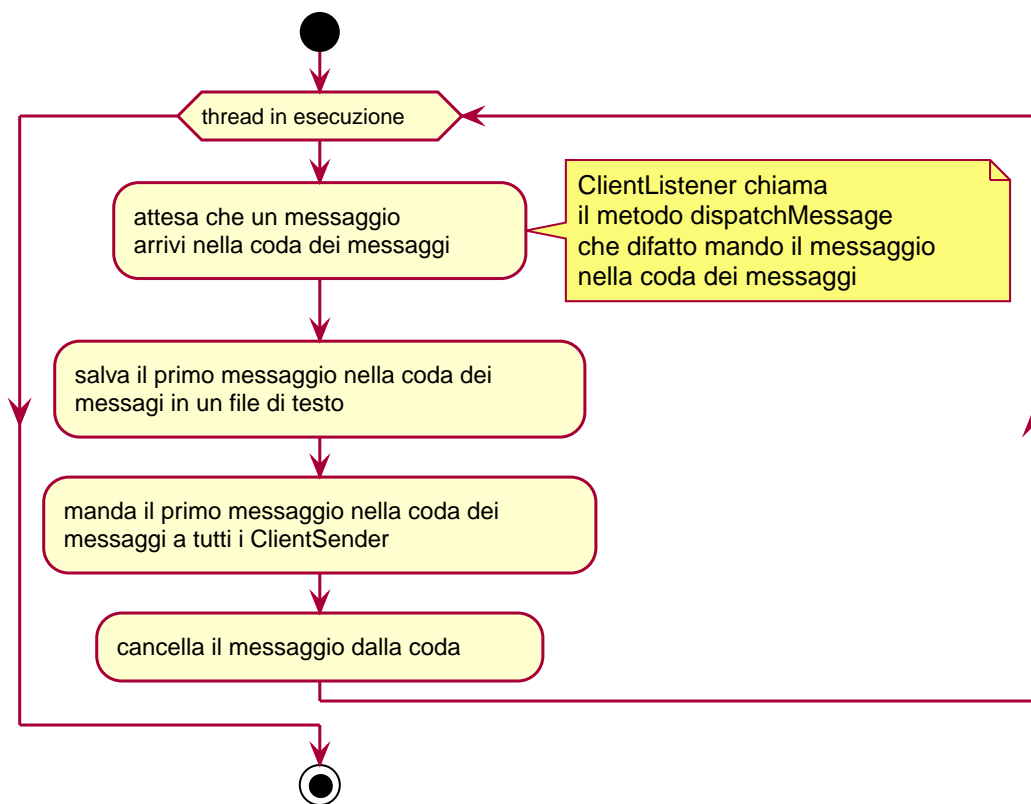 thread in esecuzione
attesa che un messaggio
arrivi nella coda dei messaggi
ClientListener chiama
il metodo dispatchMessage
che difatto mando il messaggio
nella coda dei messaggi
salva il primo messaggio nella coda dei
messagi in un file di testo
manda il primo messaggio nella coda dei
messaggi a tutti i ClientSender
cancella il messaggio dalla coda